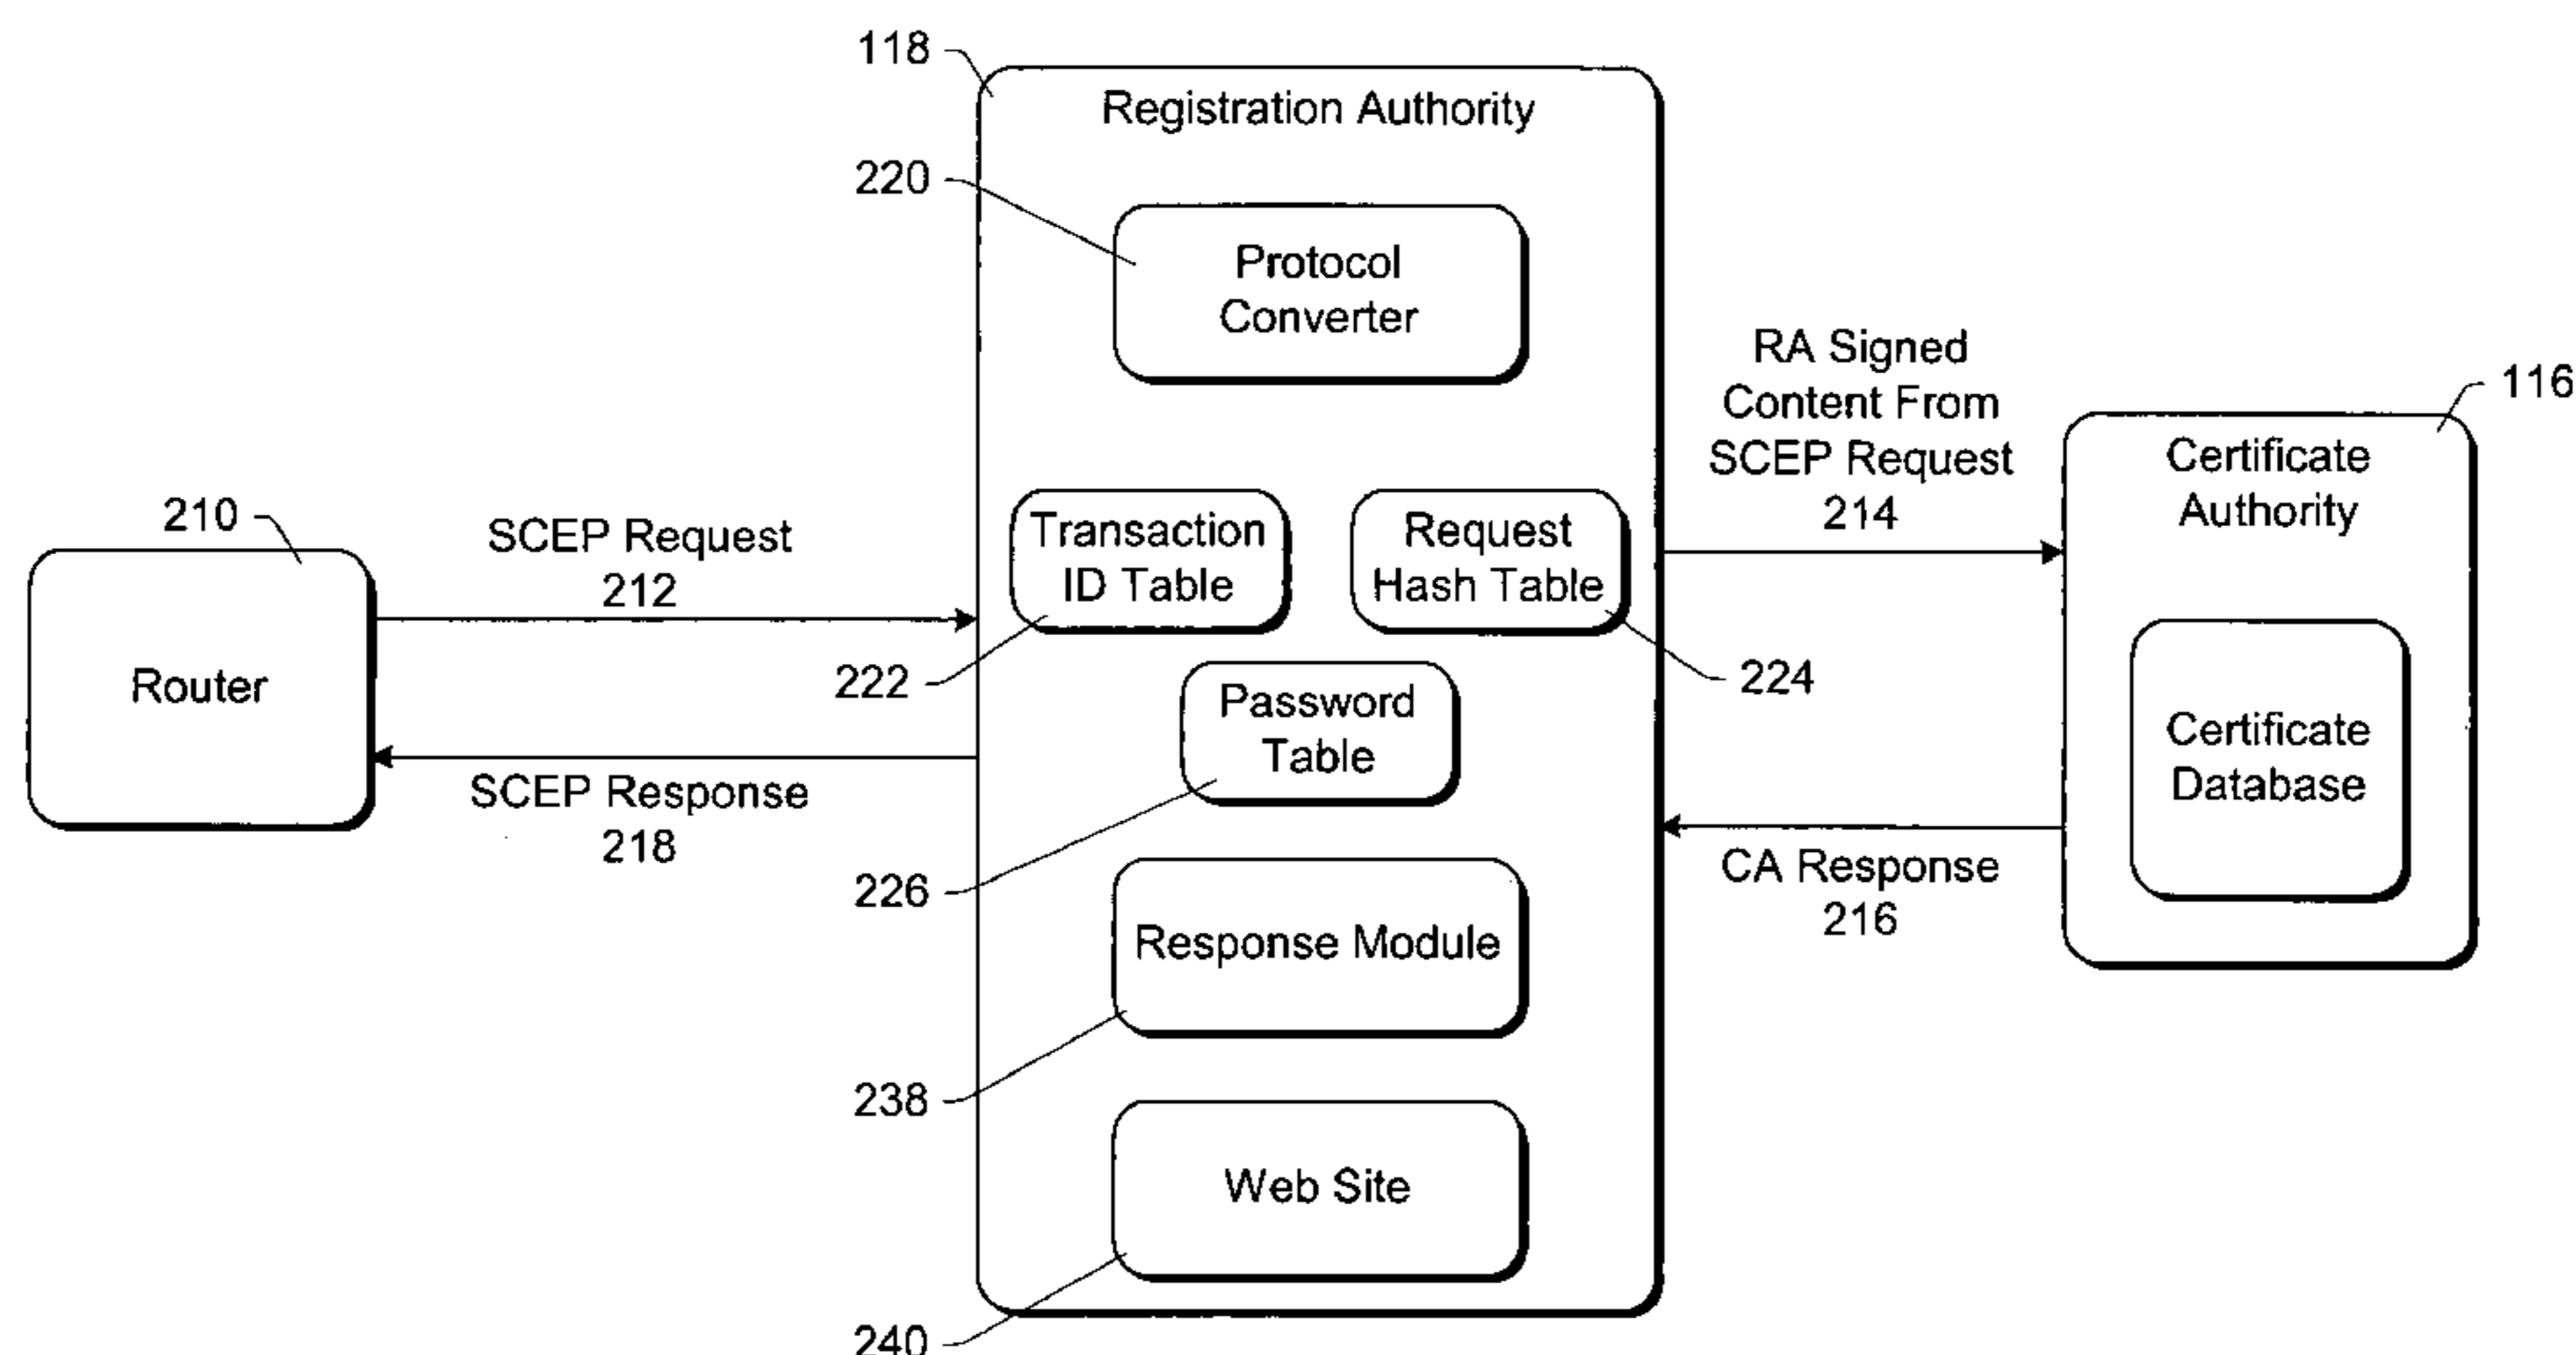 118
Registration Authority
220
Protocol
Converter
RA Signed
Content From
SCEP Request
214
116
Certificate
Authority
210
SCEP Request
212
Transaction
ID Table
Request
Hash Table
Router
222
224
Password
Table
Certificate
Database
SCEP Response
218
226
CA Response
216
Response Module
238
Web Site
240